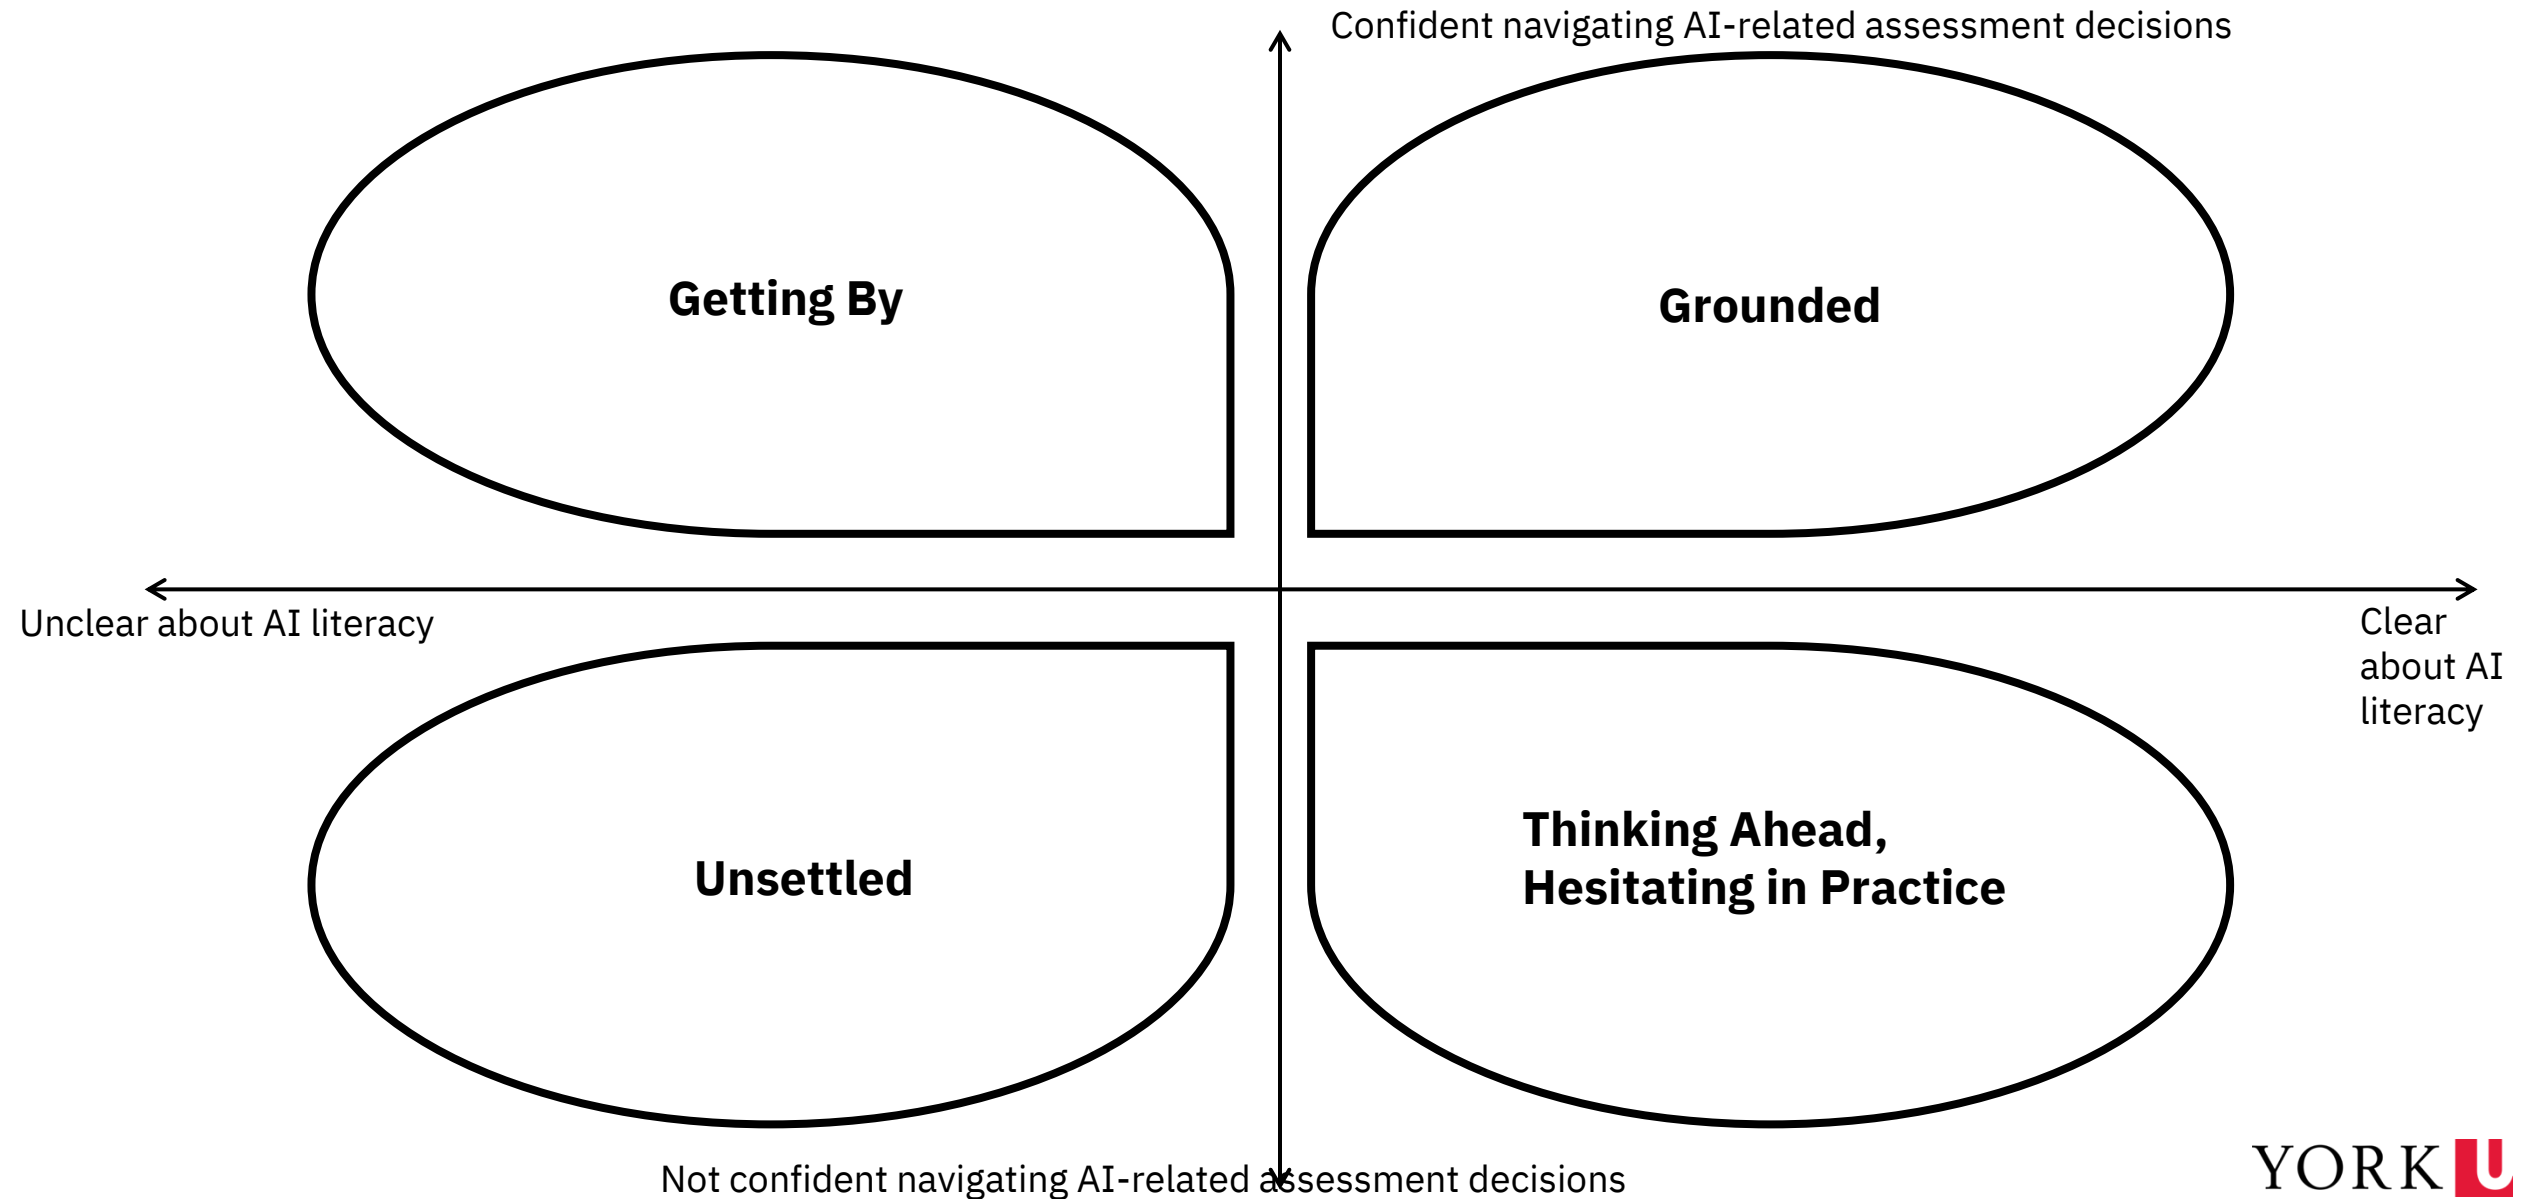 Confident navigating AI-related assessment decisions
Getting By
Grounded
Unclear about AI literacy
Clear
about AI
literacy
Unsettled
Thinking Ahead,
Hesitating in Practice
Not confident navigating AI-related assessment decisions
YORK U